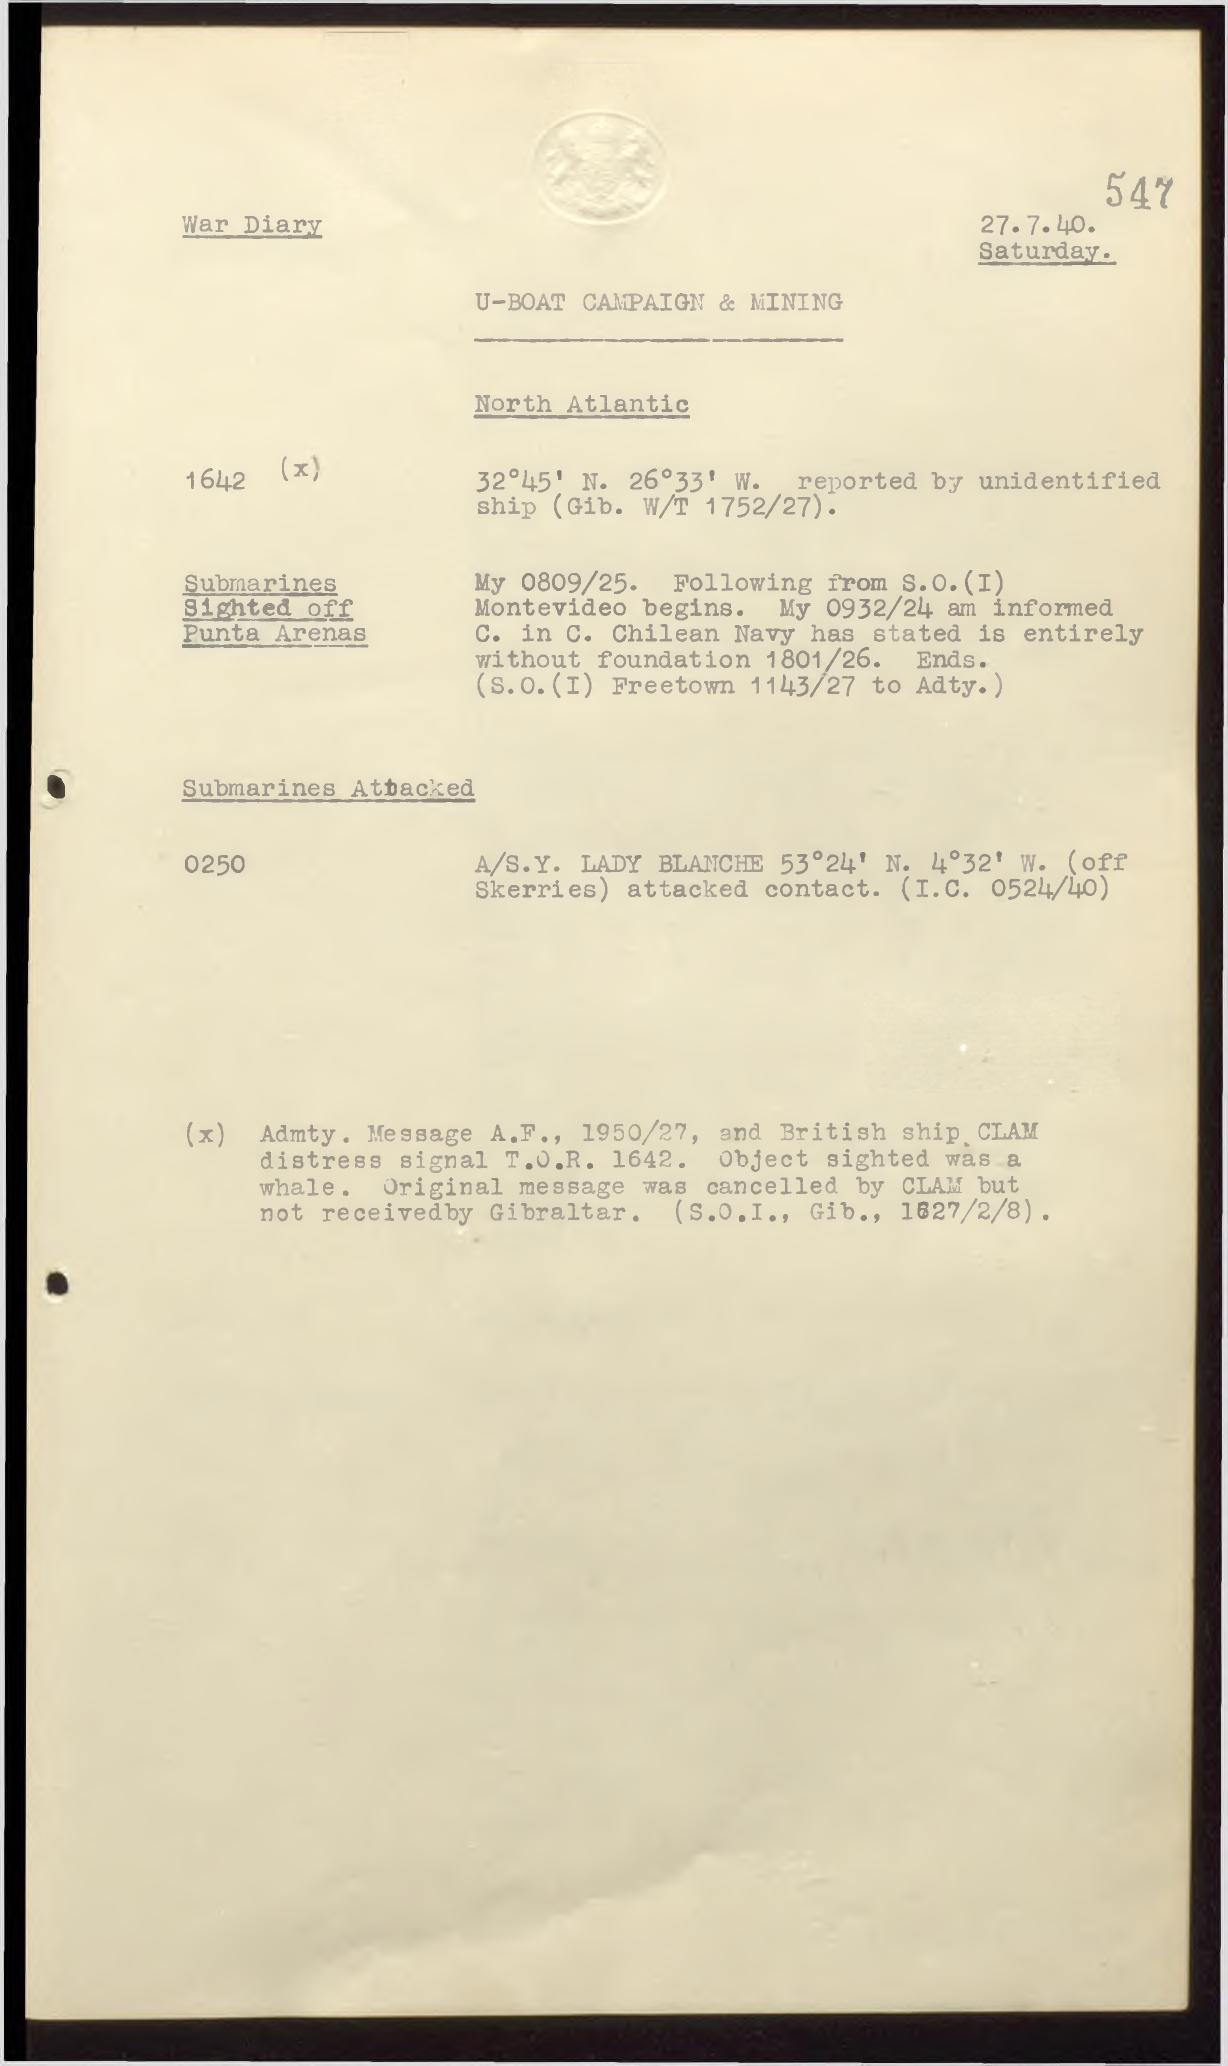 547
War Diary
27.7.40.
Saturday.
U-BOAT CAMPAIGN & MINING
North Atlantic
1642 (x) 32°45' N. 26°33' W. reported by unidentified
ship (Gib. W/T 1752/27).
Submarines
Sighted off
Punta Arenas
My 0809/25. Following from S.O.(I)
Montevideo begins. My 0932/24 am informed
C. in C. Chilean Navy has stated is entirely
without foundation 1801/26. Ends.
(S.O.(I) Freetown 1143/27 to Adty.)
Submarines Attacked
0250 A/S.Y. LADY BLANCHE 53°24' N. 4°32' W. (off
Skerries) attacked contact. (I.C. 0524/40)
(x) Admty. Message A.F., 1950/27, and British ship CLAM
distress signal T.O.R. 1642. Object sighted was a
whale. Original message was cancelled by CLAM but
not receivedby Gibraltar. (S.O.I., Gib., 1627/2/8).